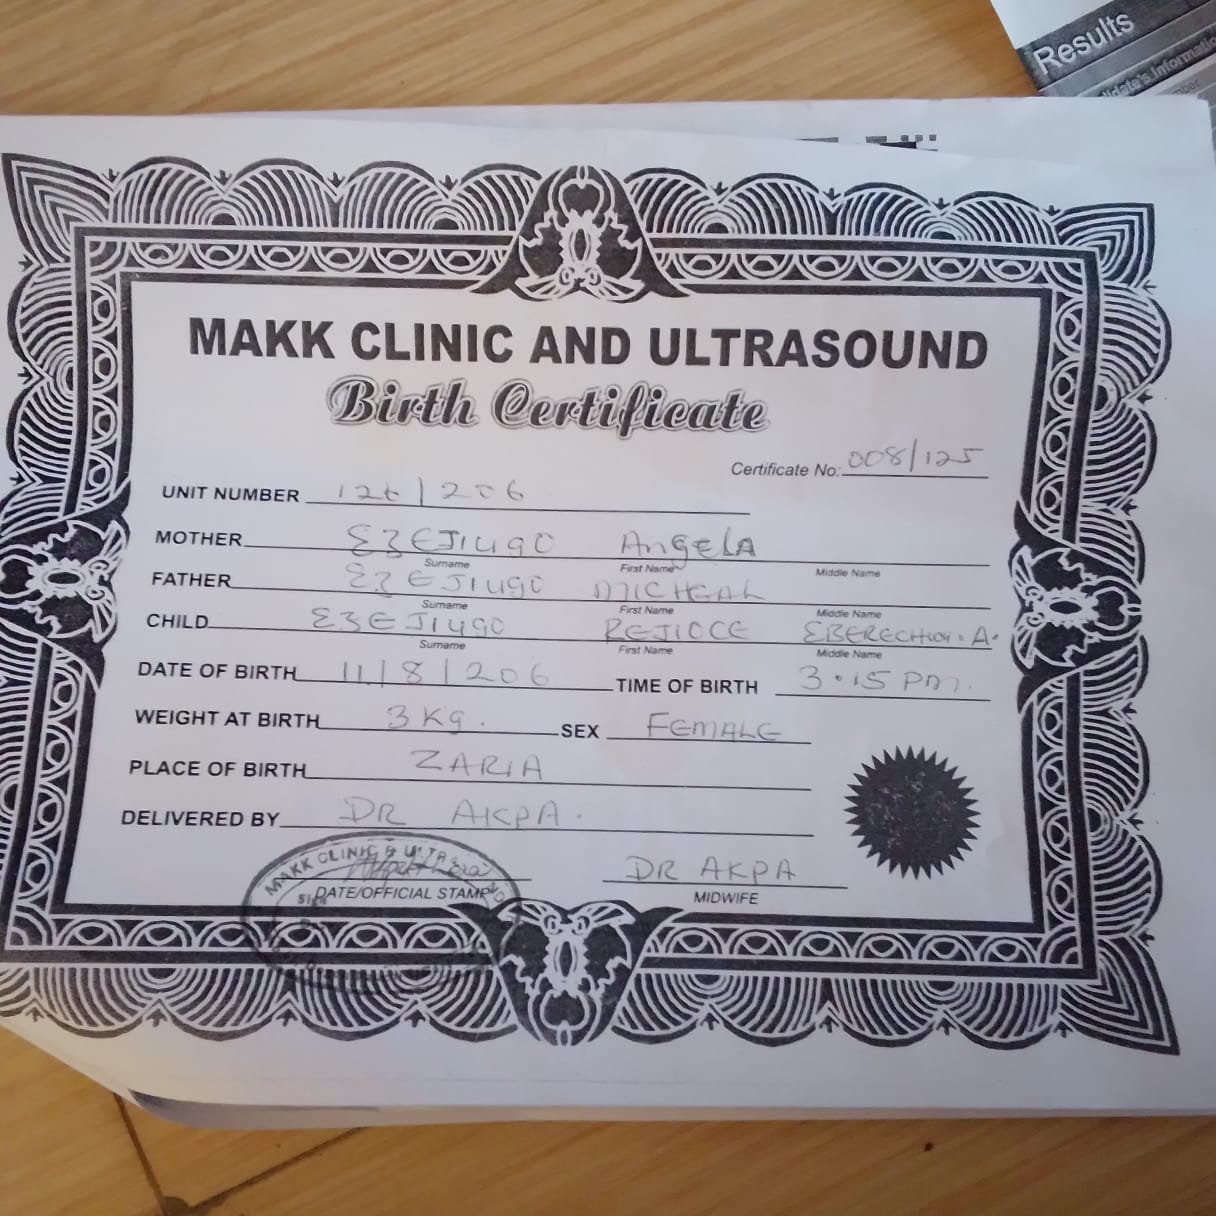 Results
MAKK CLINIC AND ULTRASOUND
Birth Certificate
Certificate No: 008/125
UNIT NUMBER 12t/206
MOTHER EZEJIUGO ANGELA
Surname First Name Middle Name
FATHER EZEJIUGO MICHEAL
Surname First Name Middle Name
CHILD EZEJIUGO REJIOCE EBERECHUKWU. A.
Surname First Name Middle Name
DATE OF BIRTH 11/8/206 TIME OF BIRTH 3.15 PM.
WEIGHT AT BIRTH 3Kg. SEX FEMALE
PLACE OF BIRTH ZARIA
DELIVERED BY DR AKPA.
MAKK CLINIC & ULTRASOUND
DR AKPA
DATE/OFFICIAL STAMP MIDWIFE